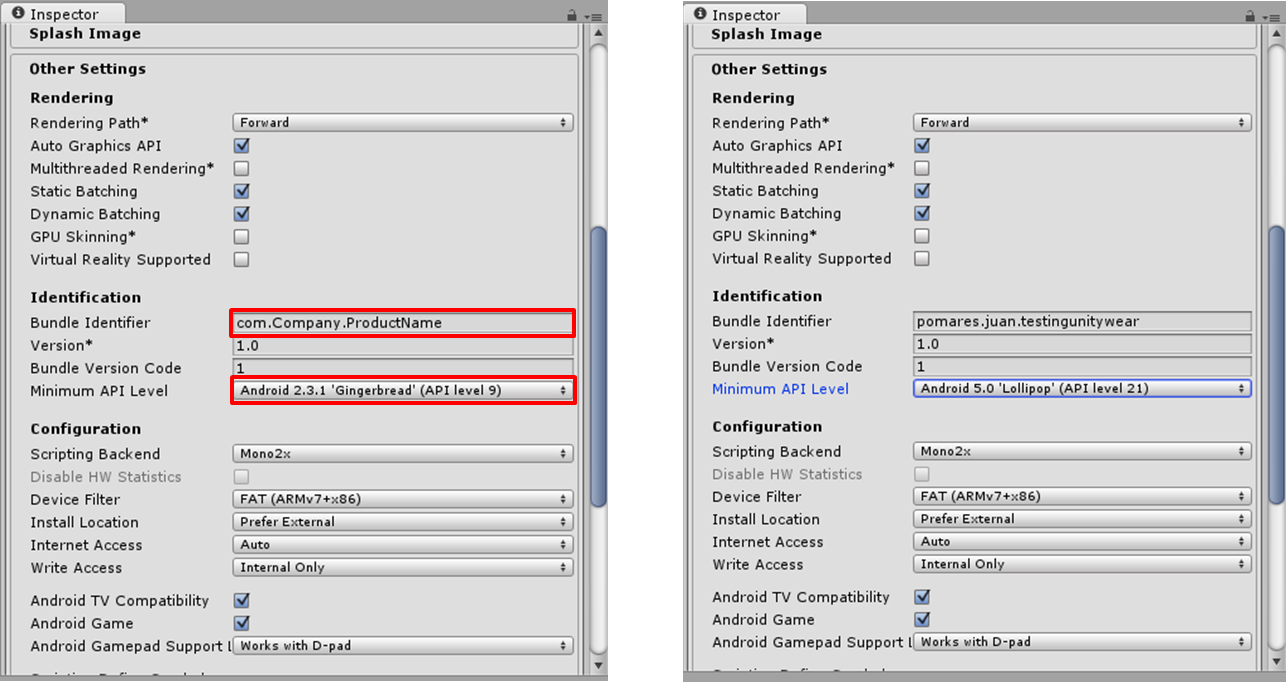 Inspector
Splash Image
Other Settings
Rendering
Rendering Path* Forward
Auto Graphics API
Multithreaded Rendering*
Static Batching
Dynamic Batching
GPU Skinning*
Virtual Reality Supported
Identification
Bundle Identifier com.Company.ProductName
Version* 1.0
Bundle Version Code 1
Minimum API Level Android 2.3.1 'Gingerbread' (API level 9)
Configuration
Scripting Backend Mono2x
Disable HW Statistics
Device Filter FAT (ARMv7+x86)
Install Location Prefer External
Internet Access Auto
Write Access Internal Only
Android TV Compatibility
Android Game
Android Gamepad Support L Works with D-pad
Inspector
Splash Image
Other Settings
Rendering
Rendering Path* Forward
Auto Graphics API
Multithreaded Rendering*
Static Batching
Dynamic Batching
GPU Skinning*
Virtual Reality Supported
Identification
Bundle Identifier pomares.juan.testingunitywear
Version* 1.0
Bundle Version Code 1
Minimum API Level Android 5.0 'Lollipop' (API level 21)
Configuration
Scripting Backend Mono2x
Disable HW Statistics
Device Filter FAT (ARMv7+x86)
Install Location Prefer External
Internet Access Auto
Write Access Internal Only
Android TV Compatibility
Android Game
Android Gamepad Support L Works with D-pad